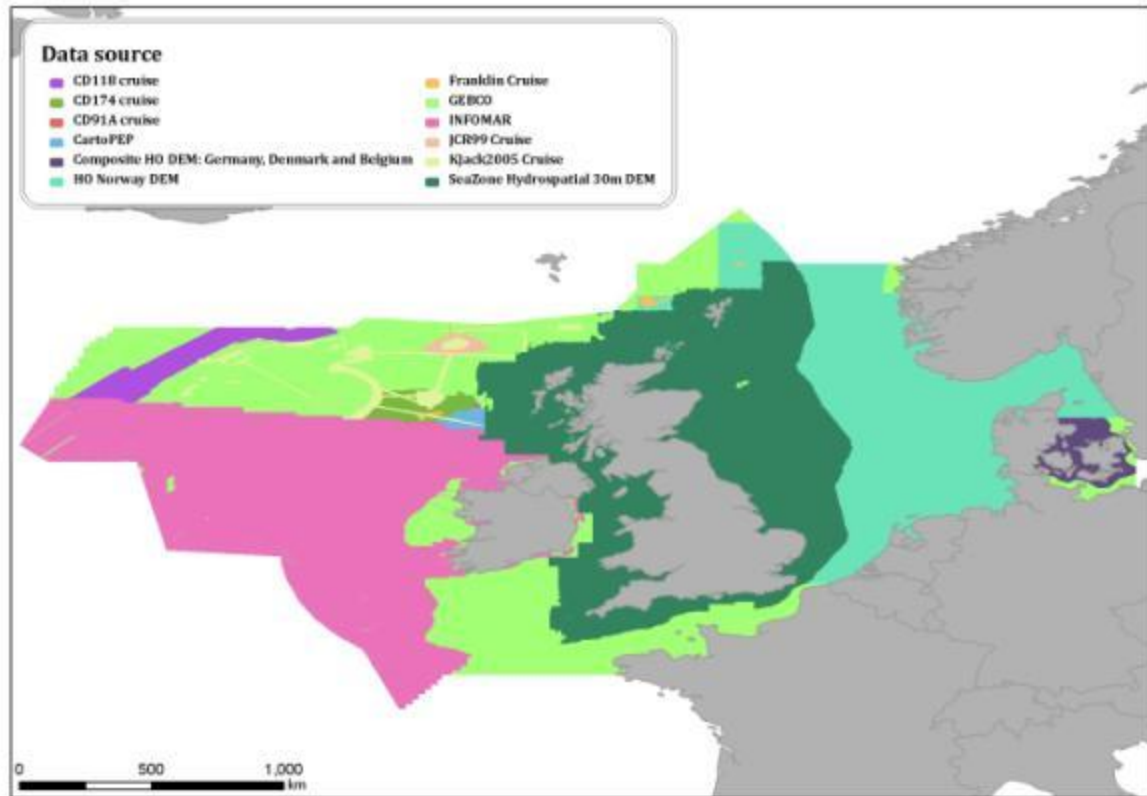 Data source
CD118 cruise
CD174 cruise
CD91A cruise
CartoPEP
Composite HO DEM: Germany, Denmark and Belgium
HO Norway DEM
Franklin Cruise
GEBCO
INFOMAR
JCR99 Cruise
KJack2005 Cruise
SeaZone Hydrospatial 30m DEM
0 500 1,000
km